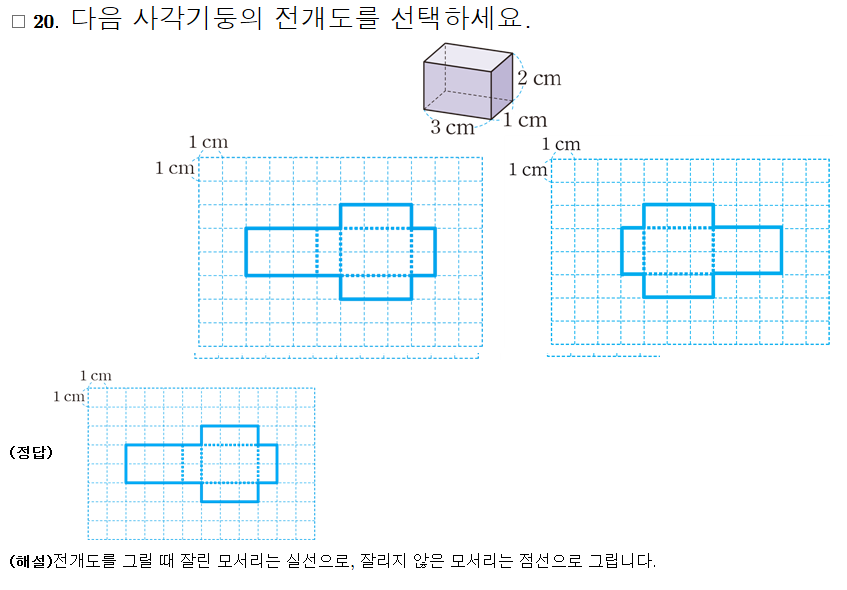 □ 20. 다음 사각기둥의 전개도를 선택하세요.
2 cm
1 cm
3 cm
1 cm
1 cm
1 cm
1 cm
1 cm
1 cm
(정답)
(해설)전개도를 그릴 때 잘린 모서리는 실선으로, 잘리지 않은 모서리는 점선으로 그립니다.